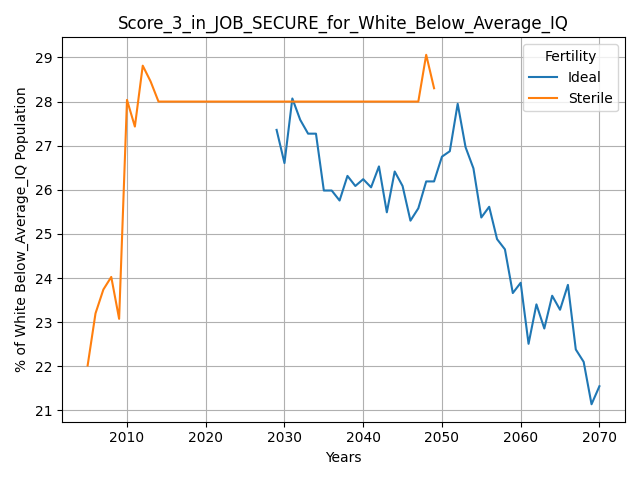 Score_3_in_JOB_SECURE_for_White_Below_Average_IQ
Fertility
Ideal
Sterile
% of White Below_Average_IQ Population
29
28
27
26
25
24
23
22
21
2010
2020
2030
2040
2050
2060
2070
Years